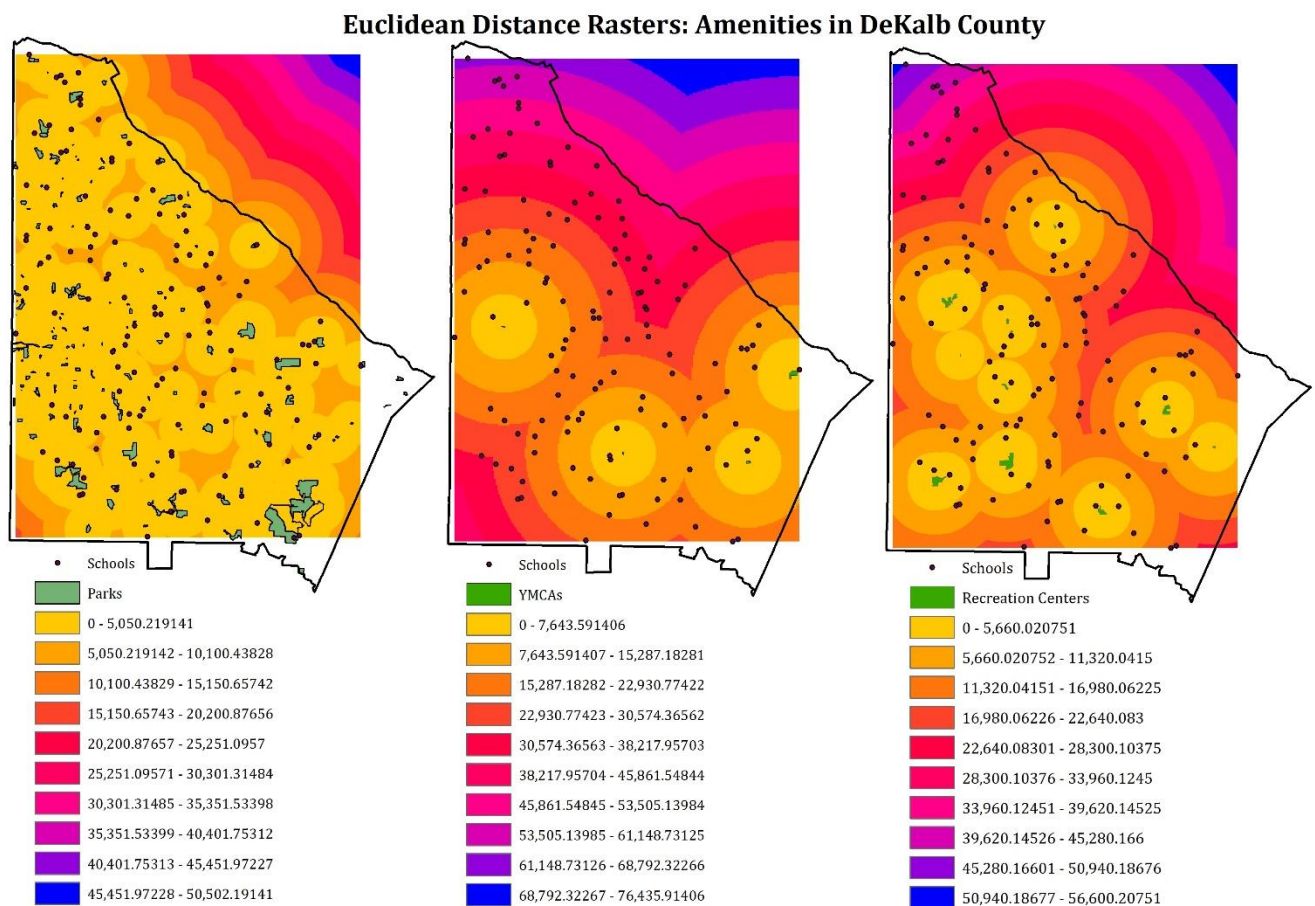 Euclidean Distance Rasters: Amenities in DeKalb County
Schools
Parks
0 - 5,050.219141
5,050.219142 - 10,100.43828
10,100.43829 - 15,150.65742
15,150.65743 - 20,200.87656
20,200.87657 - 25,251.0957
25,251.09571 - 30,301.31484
30,301.31485 - 35,351.53398
35,351.53399 - 40,401.75312
40,401.75313 - 45,451.97227
45,451.97228 - 50,502.19141
Schools
YMCAs
0 - 7,643.591406
7,643.591407 - 15,287.18281
15,287.18282 - 22,930.77422
22,930.77423 - 30,574.36562
30,574.36563 - 38,217.95703
38,217.95704 - 45,861.54844
45,861.54845 - 53,505.13984
53,505.13985 - 61,148.73125
61,148.73126 - 68,792.32266
68,792.32267 - 76,435.91406
Schools
Recreation Centers
0 - 5,660.020751
5,660.020752 - 11,320.0415
11,320.04151 - 16,980.06225
16,980.06226 - 22,640.083
22,640.08301 - 28,300.10375
28,300.10376 - 33,960.1245
33,960.12451 - 39,620.14525
39,620.14526 - 45,280.166
45,280.16601 - 50,940.18676
50,940.18677 - 56,600.20751